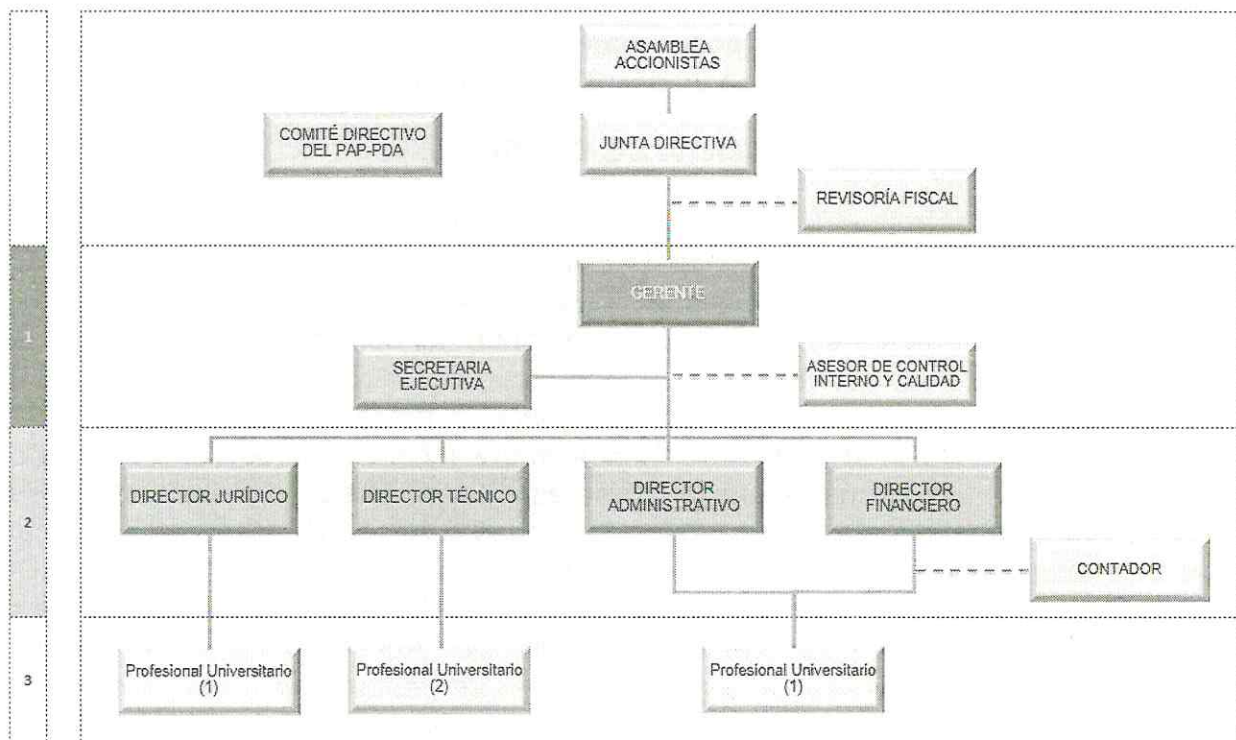 ASAMBLEA
ACCIONISTAS
COMITÉ DIRECTIVO
DEL PAP-PDA
JUNTA DIRECTIVA
REVISORÍA FISCAL
1
GERENTE
SECRETARIA
EJECUTIVA
ASESOR DE CONTROL
INTERNO Y CALIDAD
2
DIRECTOR JURÍDICO
DIRECTOR TÉCNICO
DIRECTOR
ADMINISTRATIVO
DIRECTOR
FINANCIERO
CONTADOR
3
Profesional Universitario
(1)
Profesional Universitario
(2)
Profesional Universitario
(1)